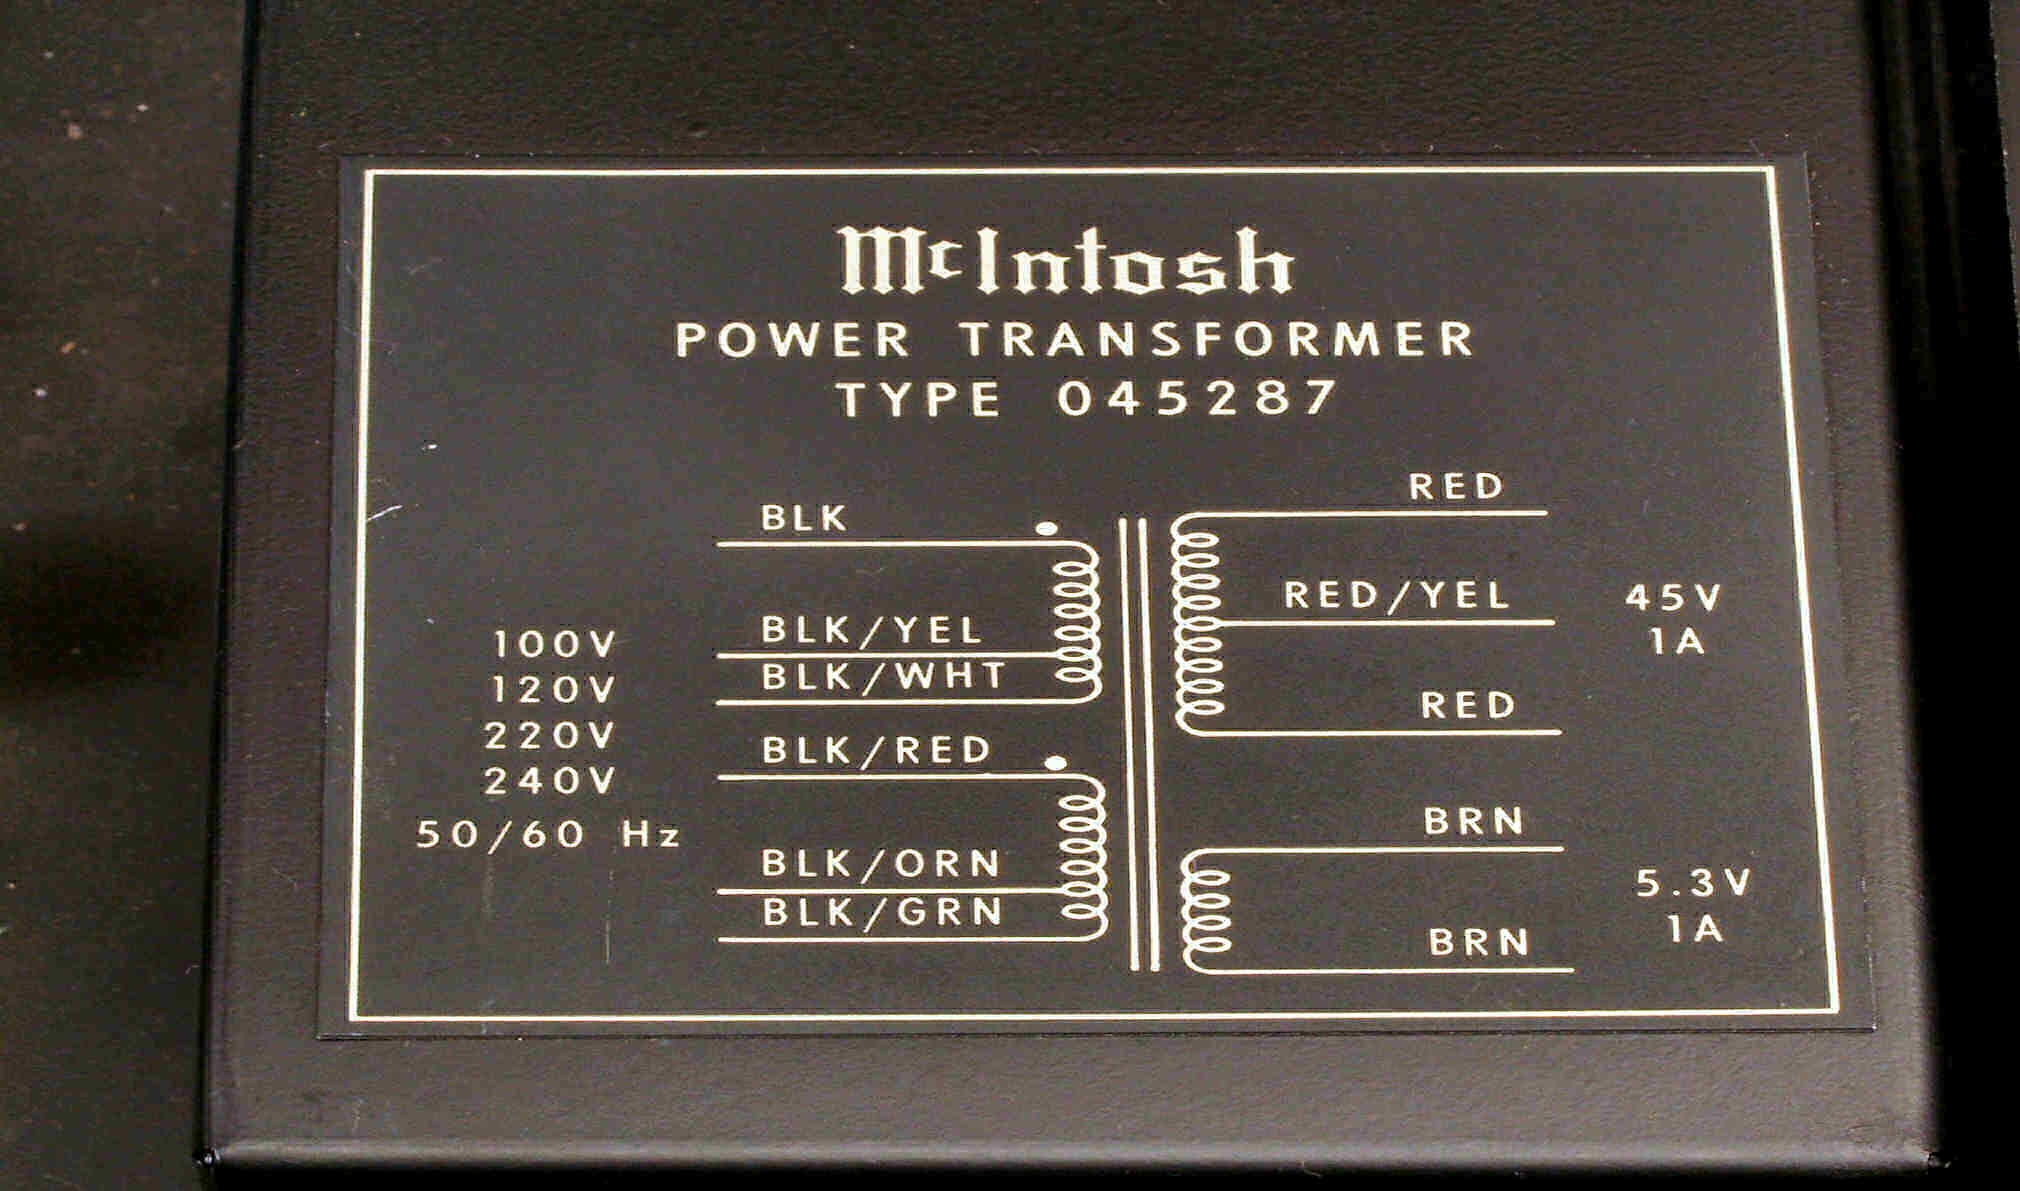 McIntosh
POWER TRANSFORMER
TYPE 045287
BLK
BLK/YEL
BLK/WHT
BLK/RED
BLK/ORN
BLK/GRN
100V
120V
220V
240V
50/60 Hz
RED
RED/YEL
RED
45V
1A
BRN
BRN
5.3V
1A